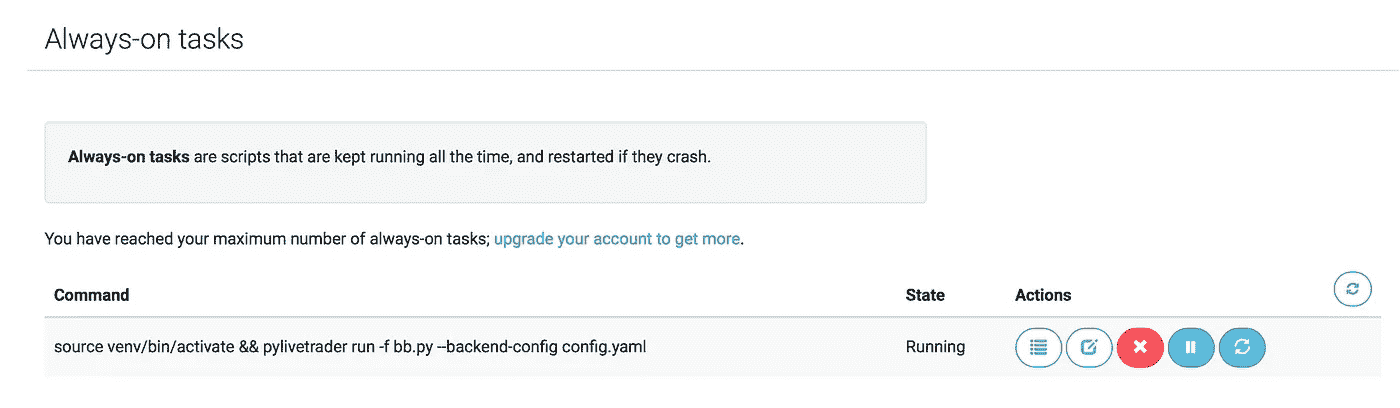 Always-on tasks
Always-on tasks are scripts that are kept running all the time, and restarted if they crash.
You have reached your maximum number of always-on tasks; upgrade your account to get more.
Command State Actions
source venv/bin/activate && pylivetrader run -f bb.py --backend-config config.yaml Running